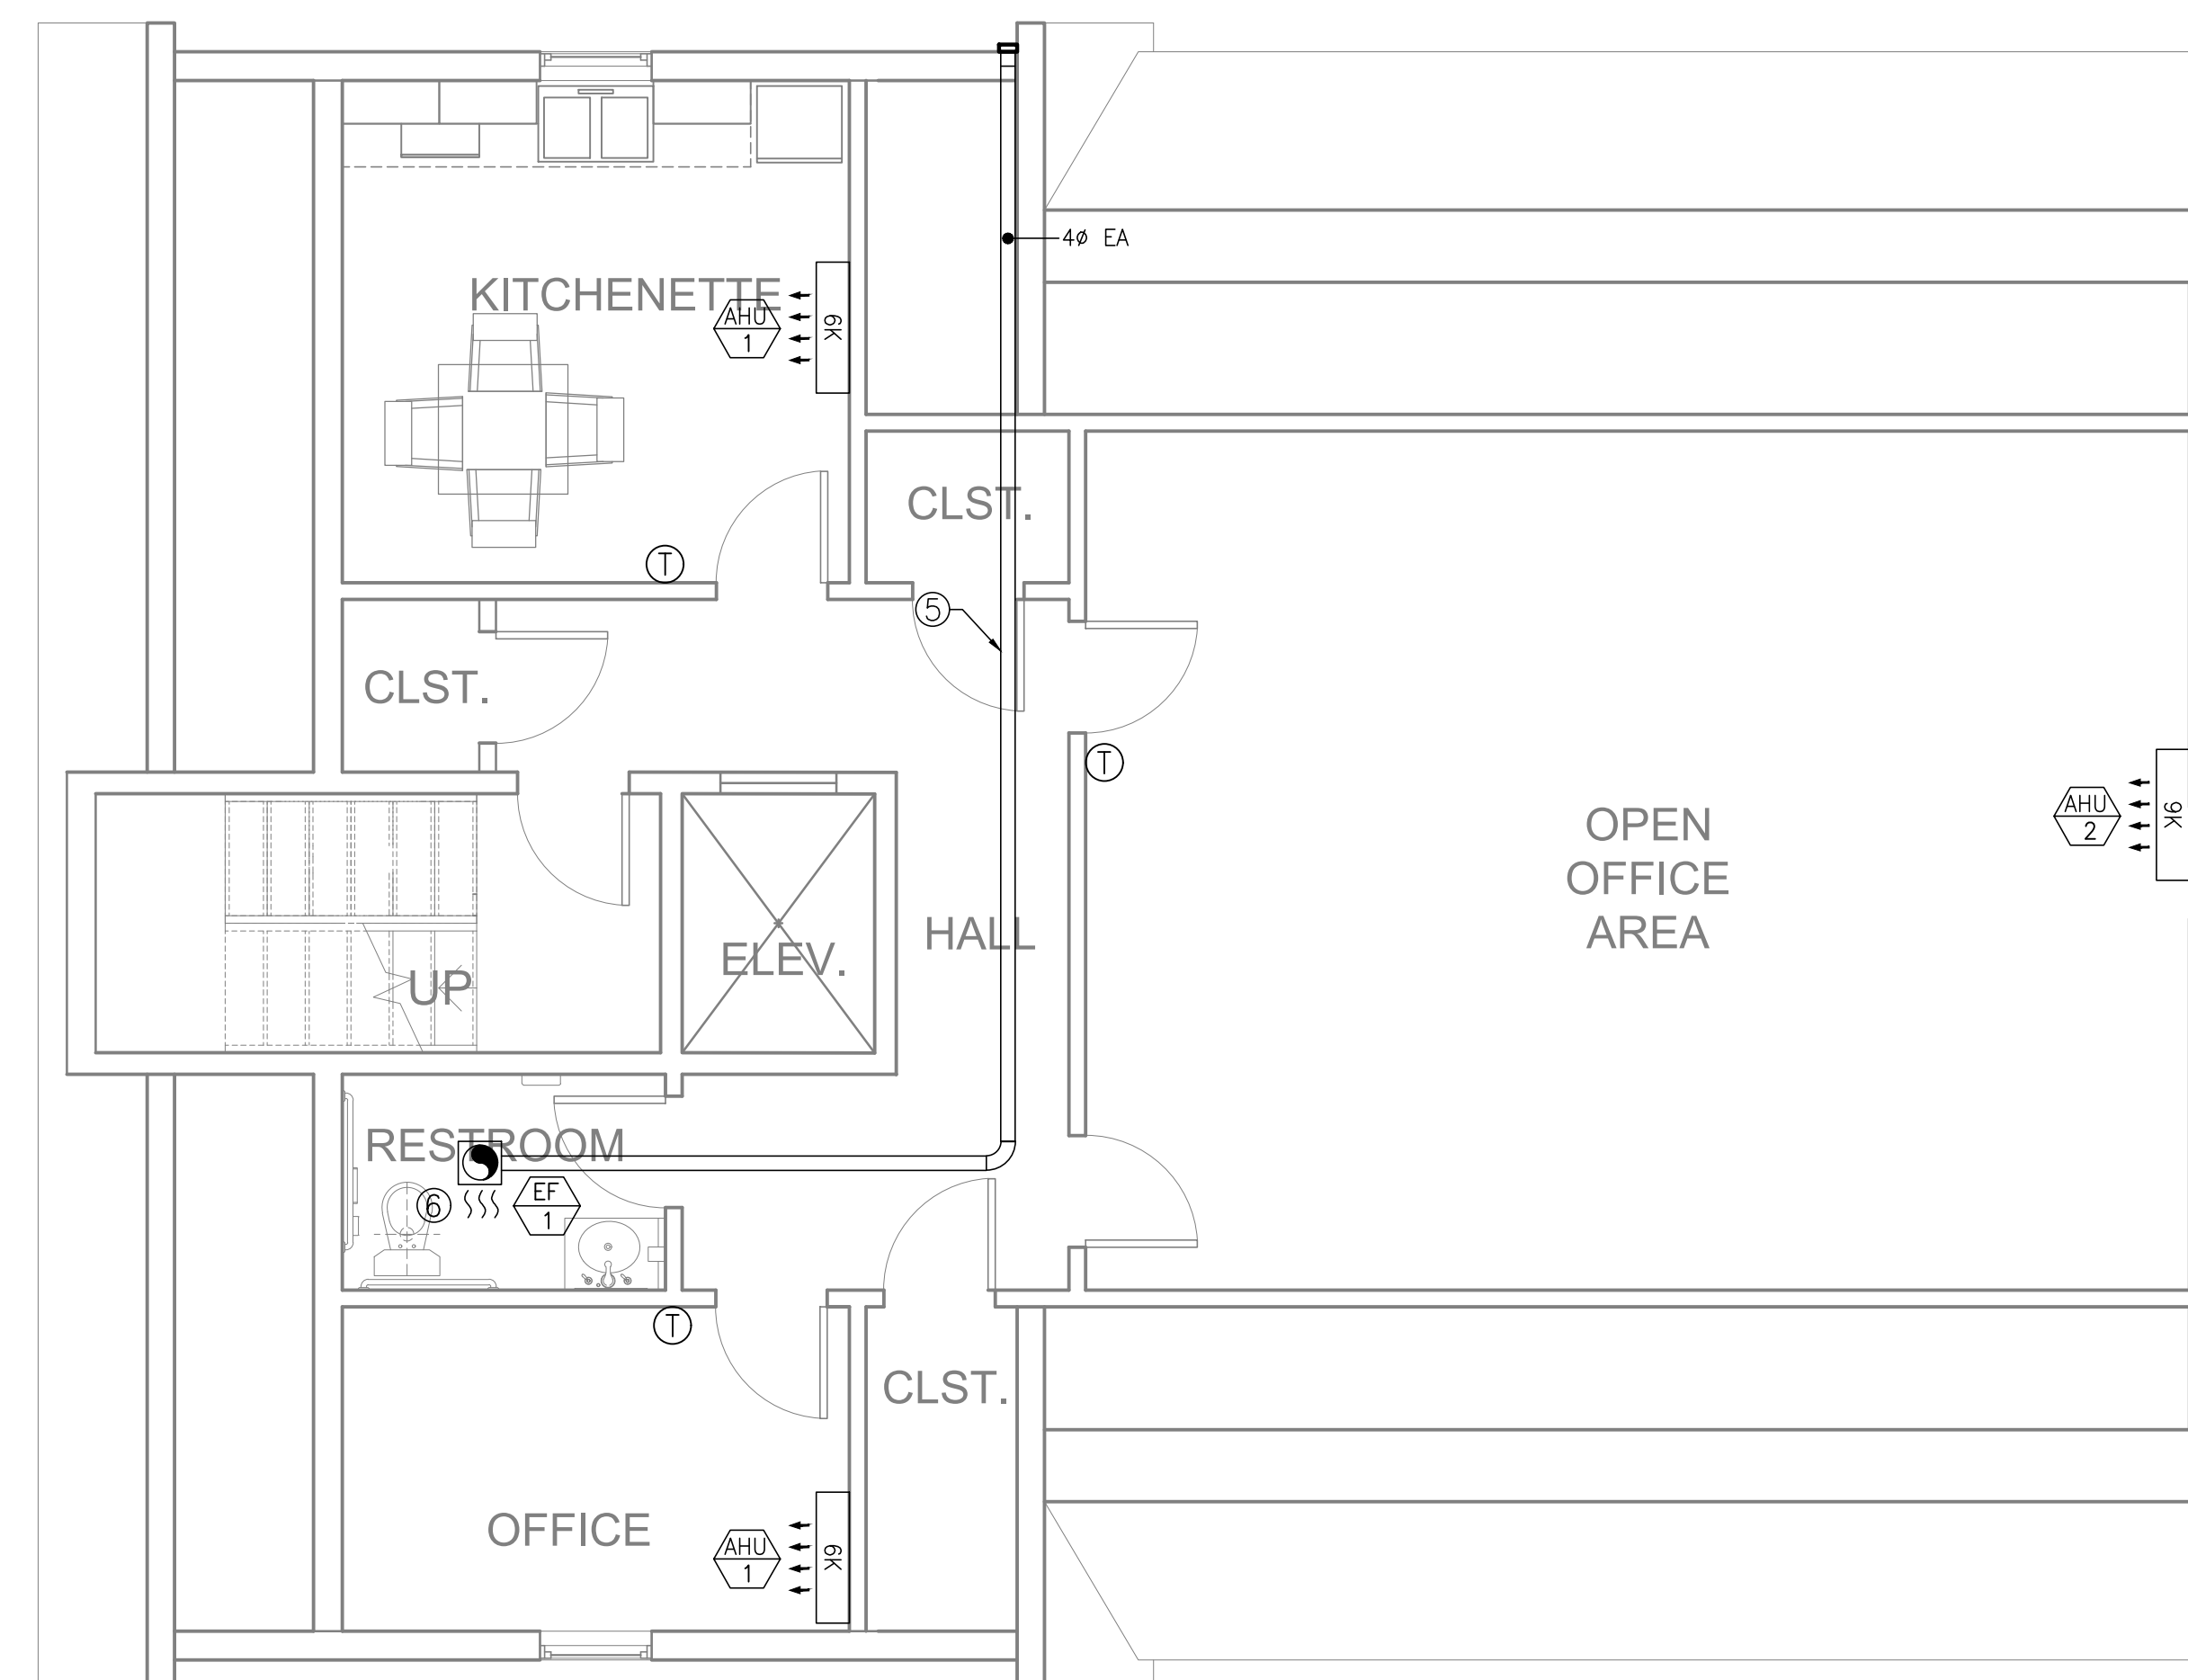 4ø EA
KITCHENETTE
AHU
1
6K
CLST.
T
5
CLST.
T
OPEN
OFFICE
AREA
AHU
2
9K
HALL
ELEV.
UP
RESTROOM
6
EF
1
T
CLST.
OFFICE
AHU
1
6K